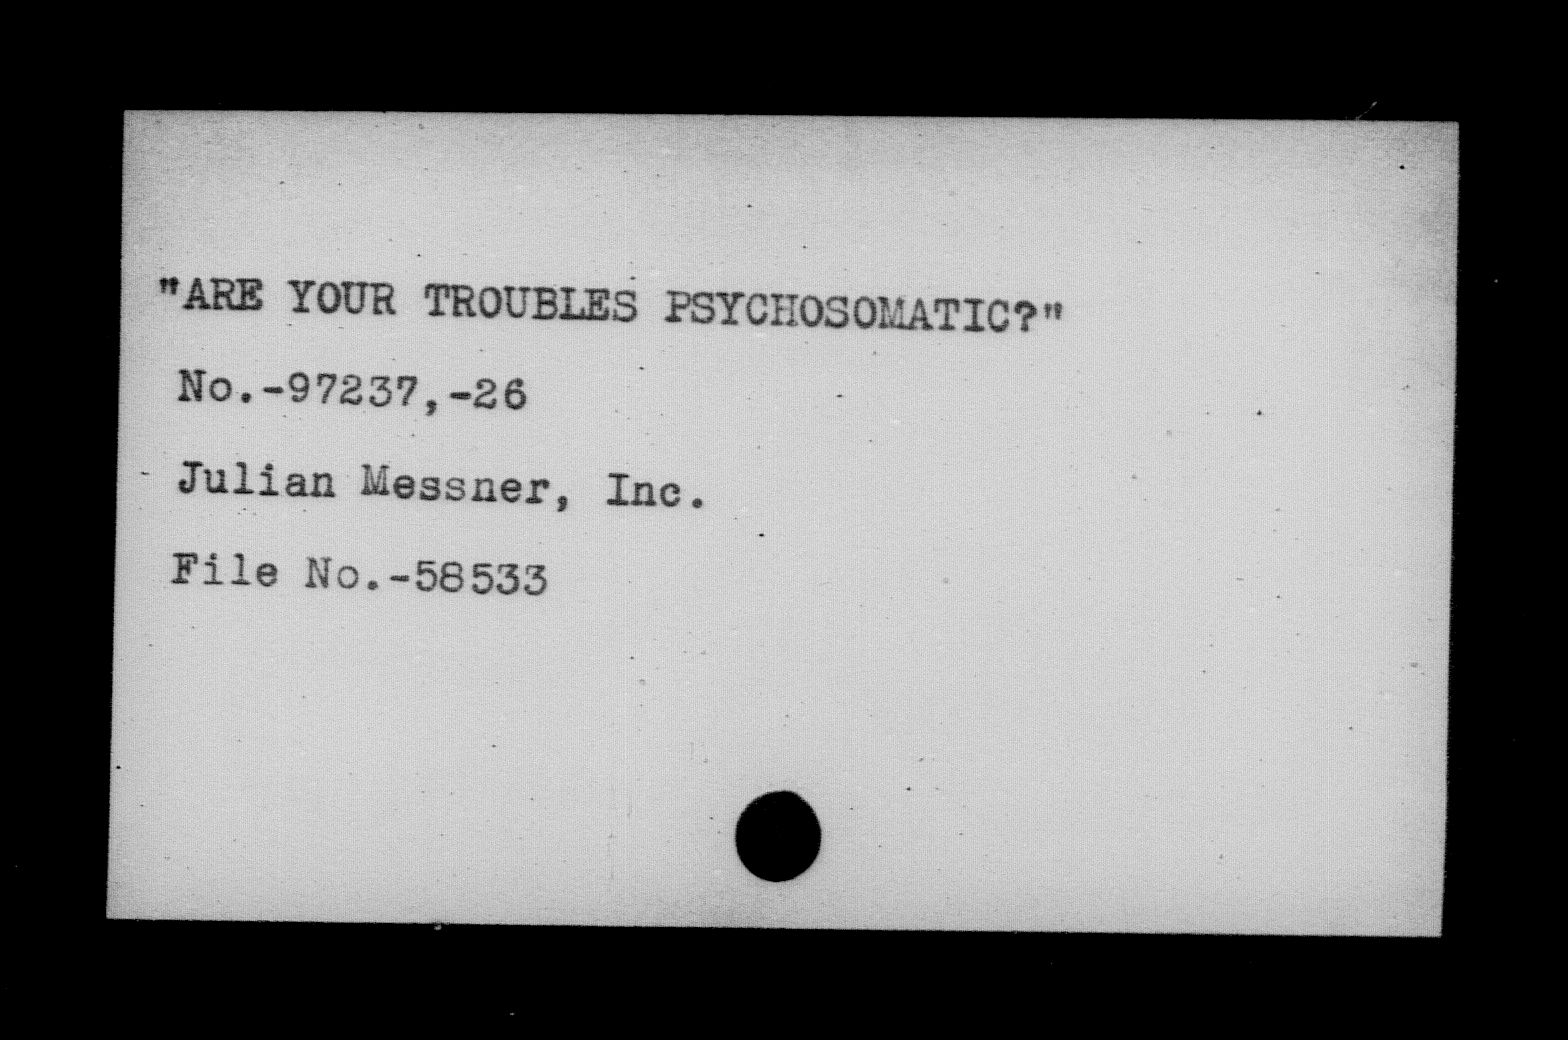 "ARE YOUR TROUBLES PSYCHOSOMATIC?"
No.-97237,-26
Julian Messner, Inc.
File No.-58533